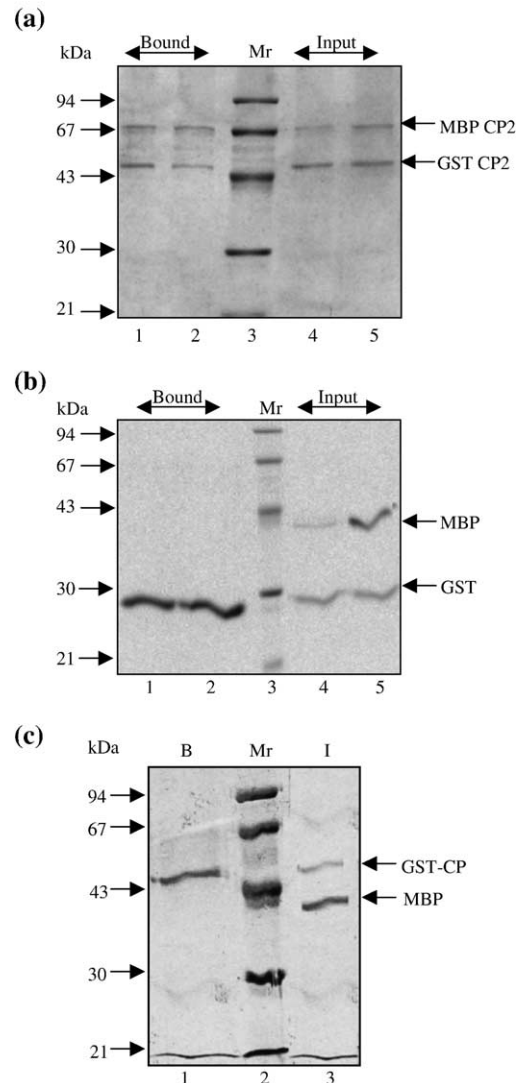 (a)
kDa Bound Mr Input
94
67 MBP CP2
GST CP2
43
30
21
1 2 3 4 5
(b)
kDa Bound Mr Input
94
67
43 MBP
30 GST
21
1 2 3 4 5
(c)
kDa B Mr I
94
67
GST-CP
43 MBP
30
21
1 2 3